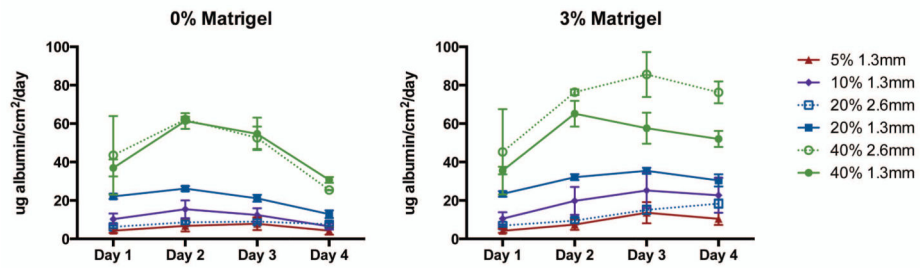 0% Matrigel
ug albumin/cm²/day
100
80
60
40
20
0
Day 1 Day 2 Day 3 Day 4
3% Matrigel
ug albumin/cm²/day
100
80
60
40
20
0
Day 1 Day 2 Day 3 Day 4
5% 1.3mm
10% 1.3mm
20% 2.6mm
20% 1.3mm
40% 2.6mm
40% 1.3mm